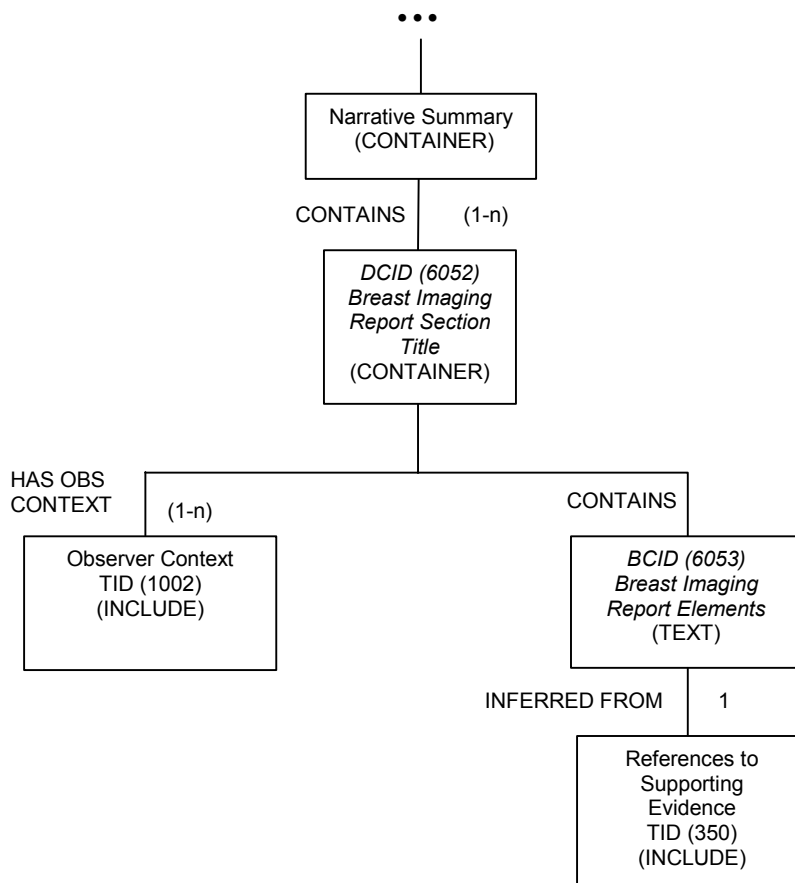 •••
Narrative Summary
(CONTAINER)
CONTAINS (1-n)
DCID (6052)
Breast Imaging
Report Section
Title
(CONTAINER)
HAS OBS
CONTEXT
(1-n)
Observer Context
TID (1002)
(INCLUDE)
CONTAINS
BCID (6053)
Breast Imaging
Report Elements
(TEXT)
INFERRED FROM 1
References to
Supporting
Evidence
TID (350)
(INCLUDE)